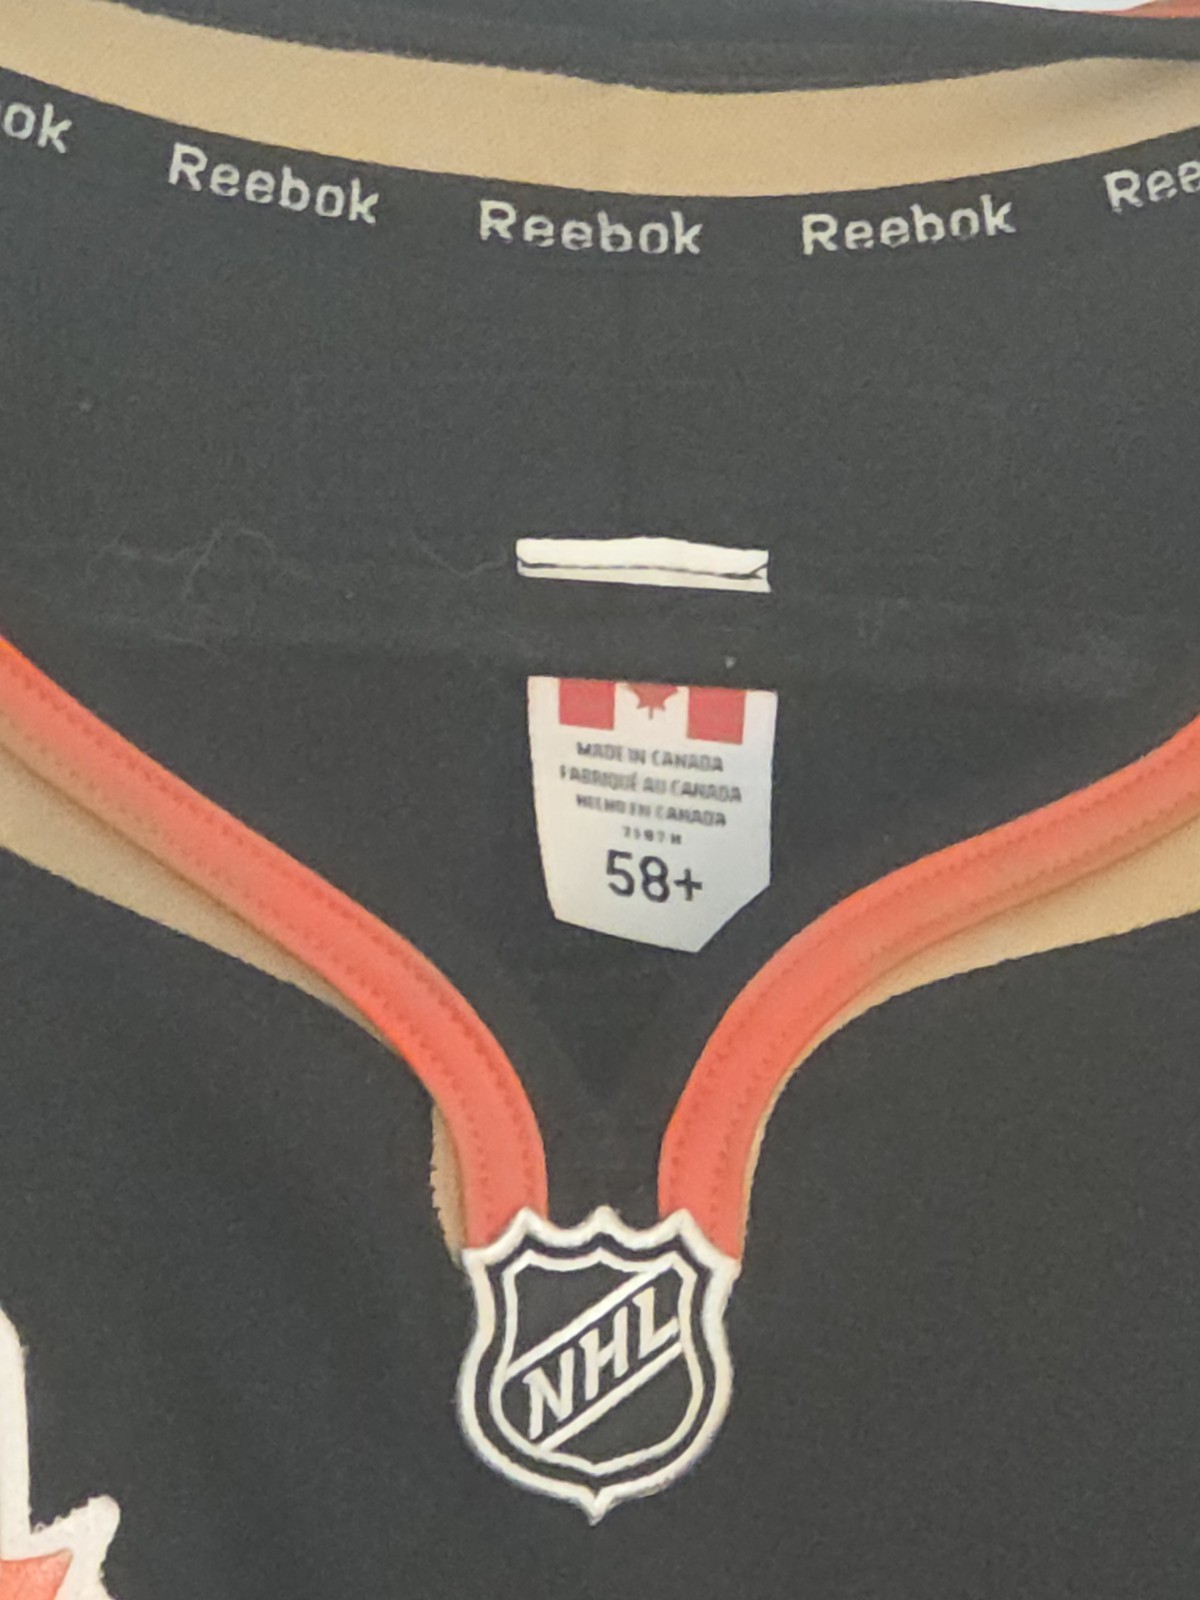 ok Reebok Reebok Reebok Ree
MADE IN CANADA
FABRIQUÉ AU CANADA
HECHO EN CANADA
58+
NHL